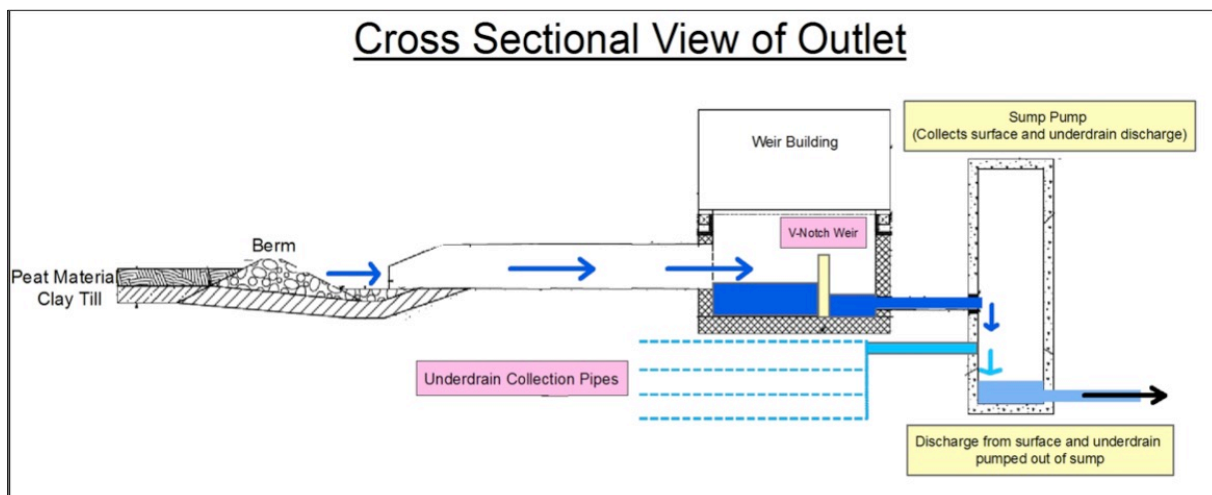 Cross Sectional View of Outlet
Sump Pump
(Collects surface and underdrain discharge)
Weir Building
V-Notch Weir
Berm
Peat Materia
Clay Till
Underdrain Collection Pipes
Discharge from surface and underdrain
pumped out of sump